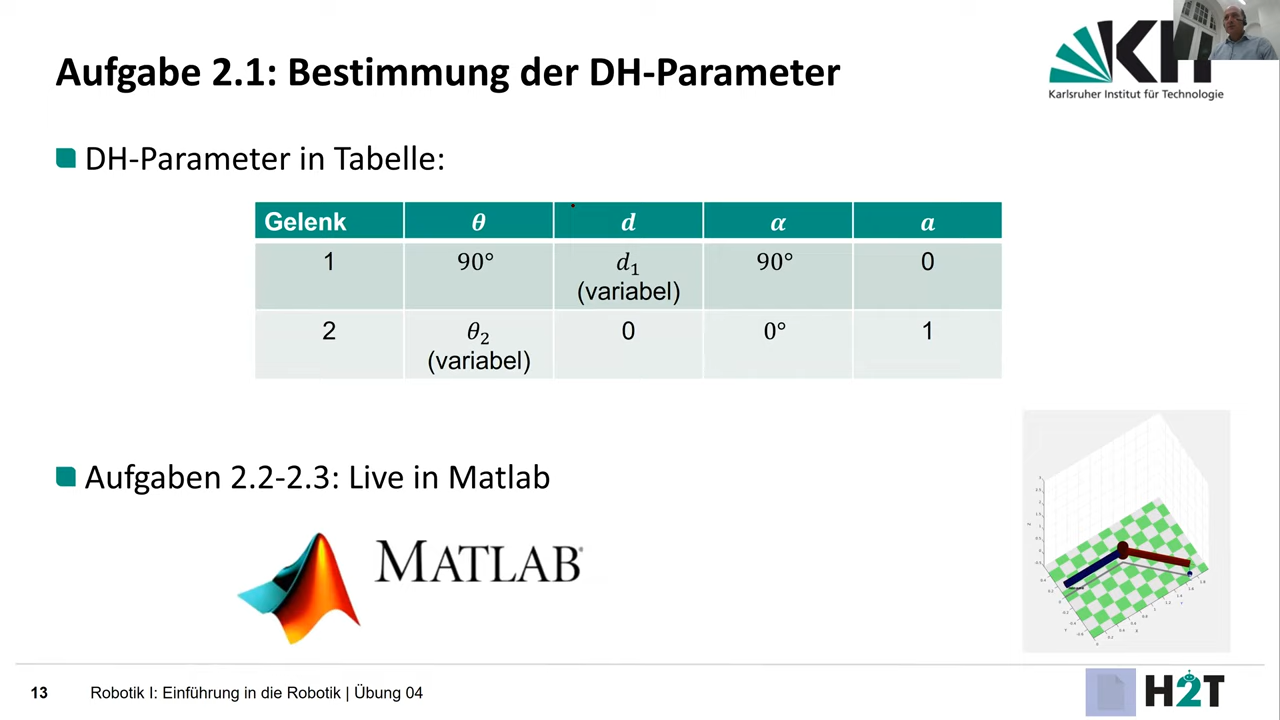 Aufgabe 2.1: Bestimmung der DH-Parameter
Karlsruher Institut für Technologie
DH-Parameter in Tabelle:
Gelenk θ d α a
1 90° d₁ (variabel) 90° 0
2 θ₂ (variabel) 0 0° 1
Aufgaben 2.2-2.3: Live in Matlab
MATLAB®
13 Robotik I: Einführung in die Robotik | Übung 04
H2T